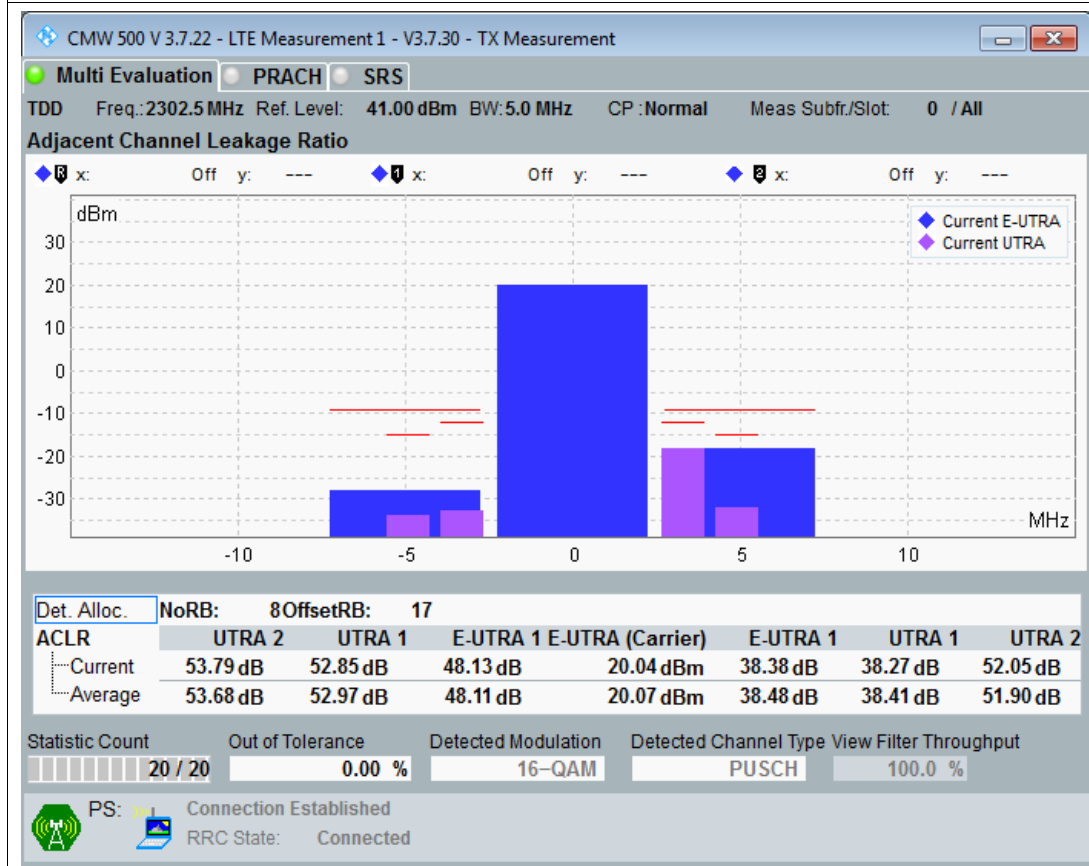 CMW 500 V 3.7.22 - LTE Measurement 1 - V3.7.30 - TX Measurement
Multi Evaluation PRACH SRS
TDD Freq.: 2302.5 MHz Ref. Level: 41.00 dBm BW: 5.0 MHz CP : Normal Meas Subfr./Slot: 0 / All
Adjacent Channel Leakage Ratio
R x: Off y: --- 1 x: Off y: --- 2 x: Off y: ---
dBm
Current E-UTRA
Current UTRA
30
20
10
0
-10
-20
-30
MHz
-10 -5 0 5 10
Det. Alloc. NoRB: 8 OffsetRB: 17
ACLR UTRA 2 UTRA 1 E-UTRA 1 E-UTRA (Carrier) E-UTRA 1 UTRA 1 UTRA 2
Current 53.79 dB 52.85 dB 48.13 dB 20.04 dBm 38.38 dB 38.27 dB 52.05 dB
Average 53.68 dB 52.97 dB 48.11 dB 20.07 dBm 38.48 dB 38.41 dB 51.90 dB
Statistic Count Out of Tolerance Detected Modulation Detected Channel Type View Filter Throughput
20 / 20 0.00 % 16-QAM PUSCH 100.0 %
PS: Connection Established
RRC State: Connected